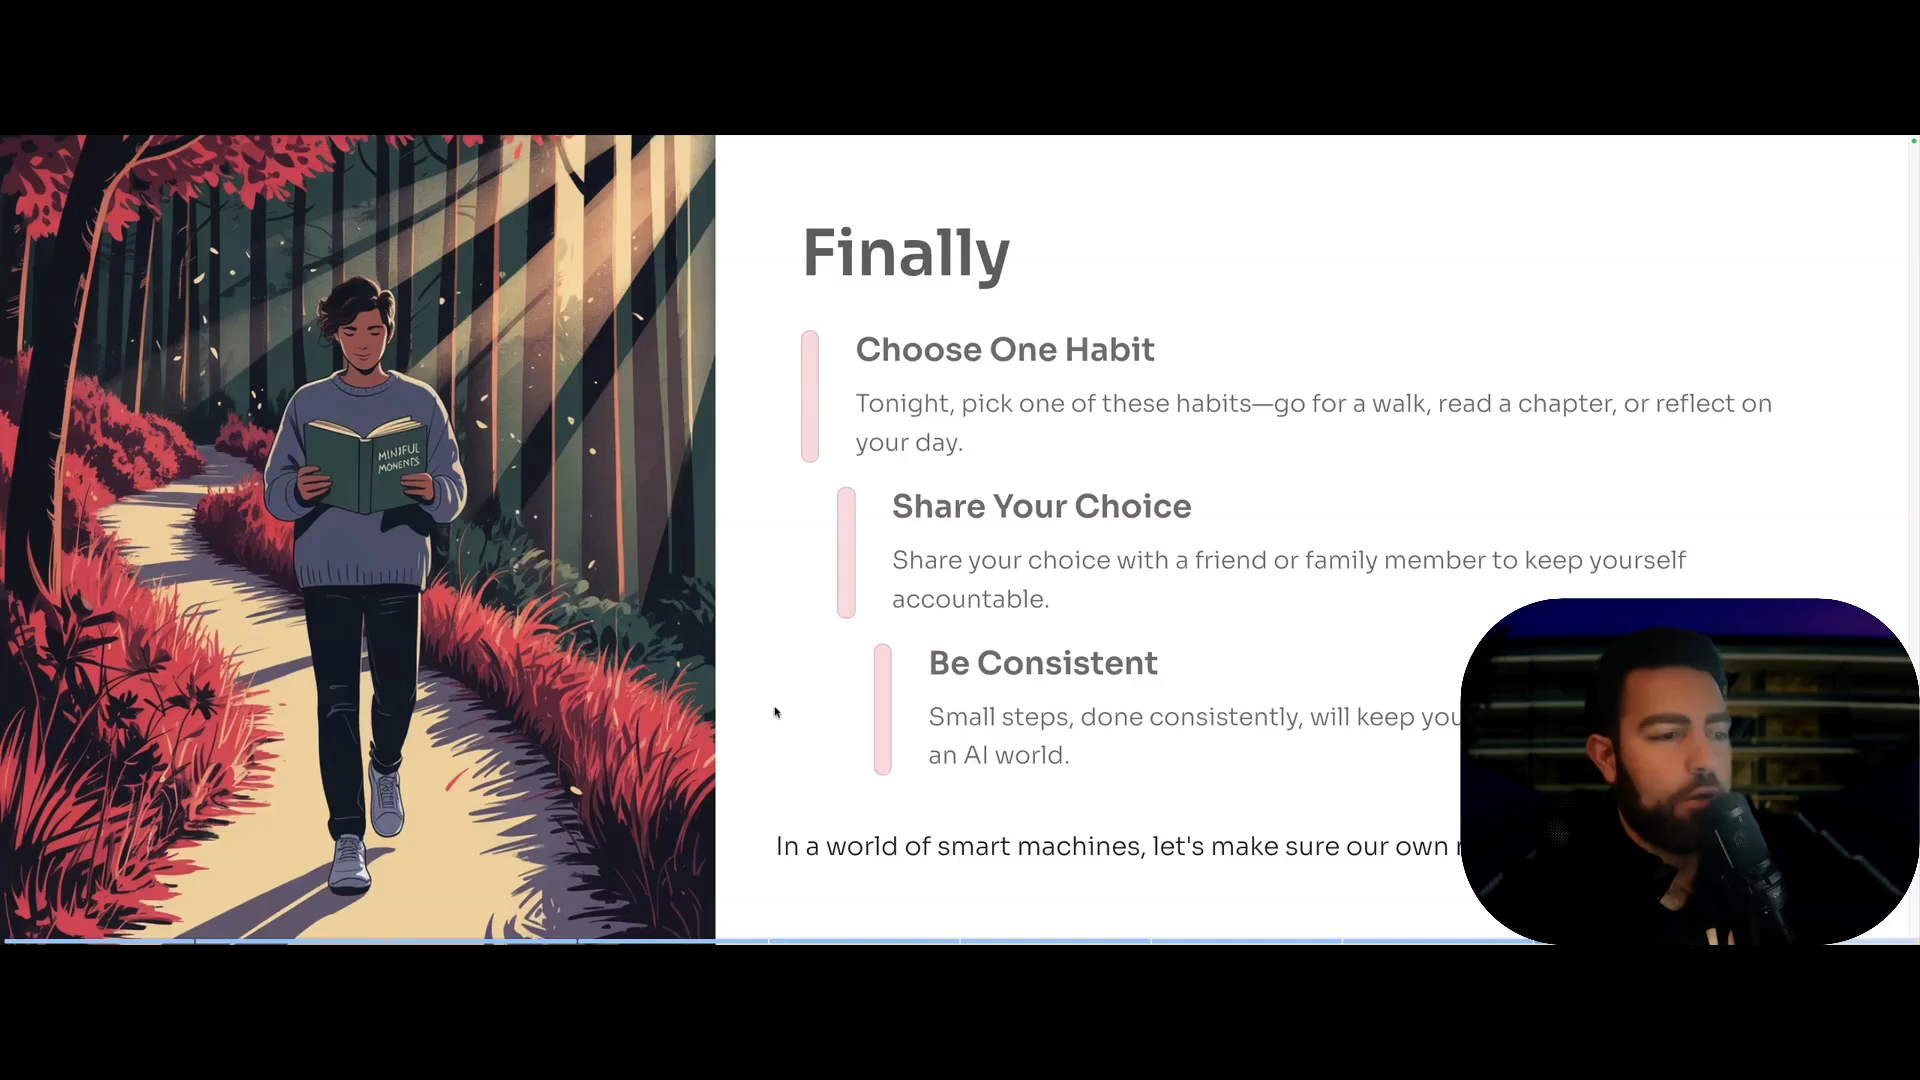 MINJFUL
MONENTS
Finally
Choose One Habit
Tonight, pick one of these habits—go for a walk, read a chapter, or reflect on
your day.
Share Your Choice
Share your choice with a friend or family member to keep yourself
accountable.
Be Consistent
Small steps, done consistently, will keep you
an AI world.
In a world of smart machines, let's make sure our own